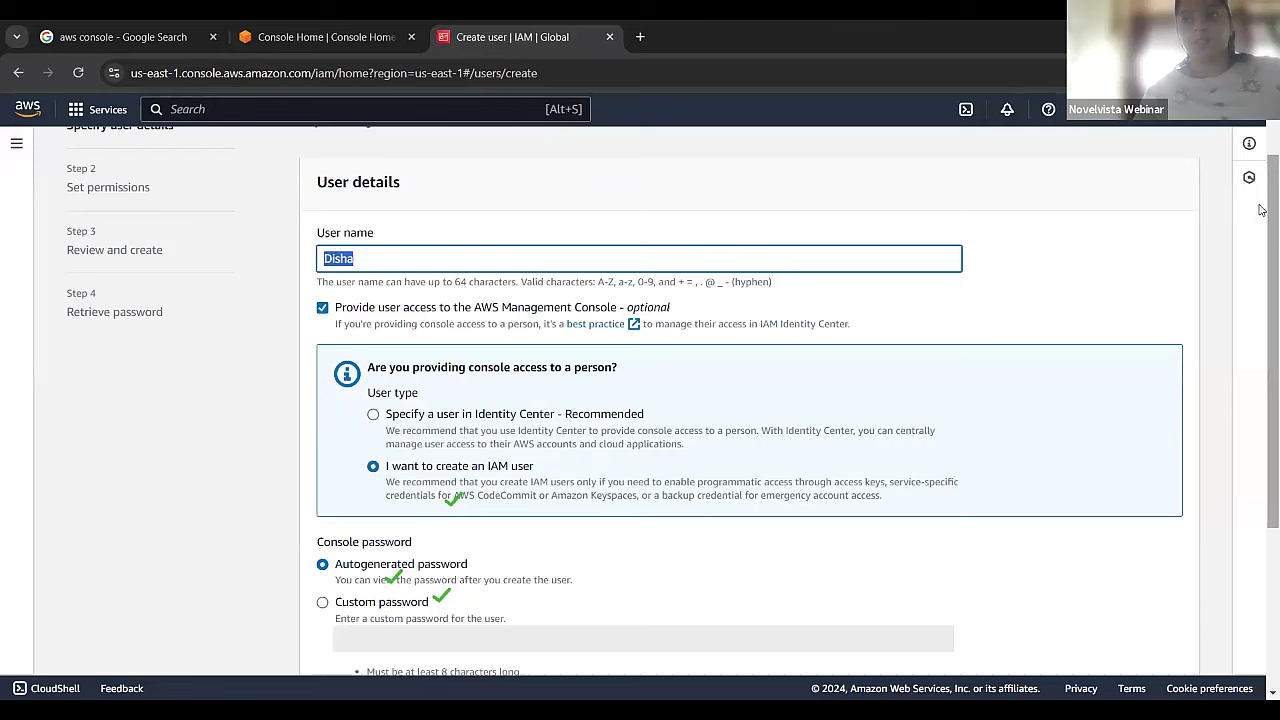 aws console - Google Search
Console Home | Console Home
Create user | IAM | Global
us-east-1.console.aws.amazon.com/iam/home?region=us-east-1#/users/create
Novelvista Webinar
aws
Services
Search
[Alt+S]
Specify user details
Step 2
Set permissions
Step 3
Review and create
Step 4
Retrieve password
User details
User name
Disha
The user name can have up to 64 characters. Valid characters: A-Z, a-z, 0-9, and + = , . @ _ - (hyphen)
Provide user access to the AWS Management Console - optional
If you're providing console access to a person, it's a best practice to manage their access in IAM Identity Center.
Are you providing console access to a person?
User type
Specify a user in Identity Center - Recommended
We recommend that you use Identity Center to provide console access to a person. With Identity Center, you can centrally
manage user access to their AWS accounts and cloud applications.
I want to create an IAM user
We recommend that you create IAM users only if you need to enable programmatic access through access keys, service-specific
credentials for AWS CodeCommit or Amazon Keyspaces, or a backup credential for emergency account access.
Console password
Autogenerated password
You can view the password after you create the user.
Custom password
Enter a custom password for the user.
• Must be at least 8 characters long
CloudShell
Feedback
© 2024, Amazon Web Services, Inc. or its affiliates.
Privacy
Terms
Cookie preferences